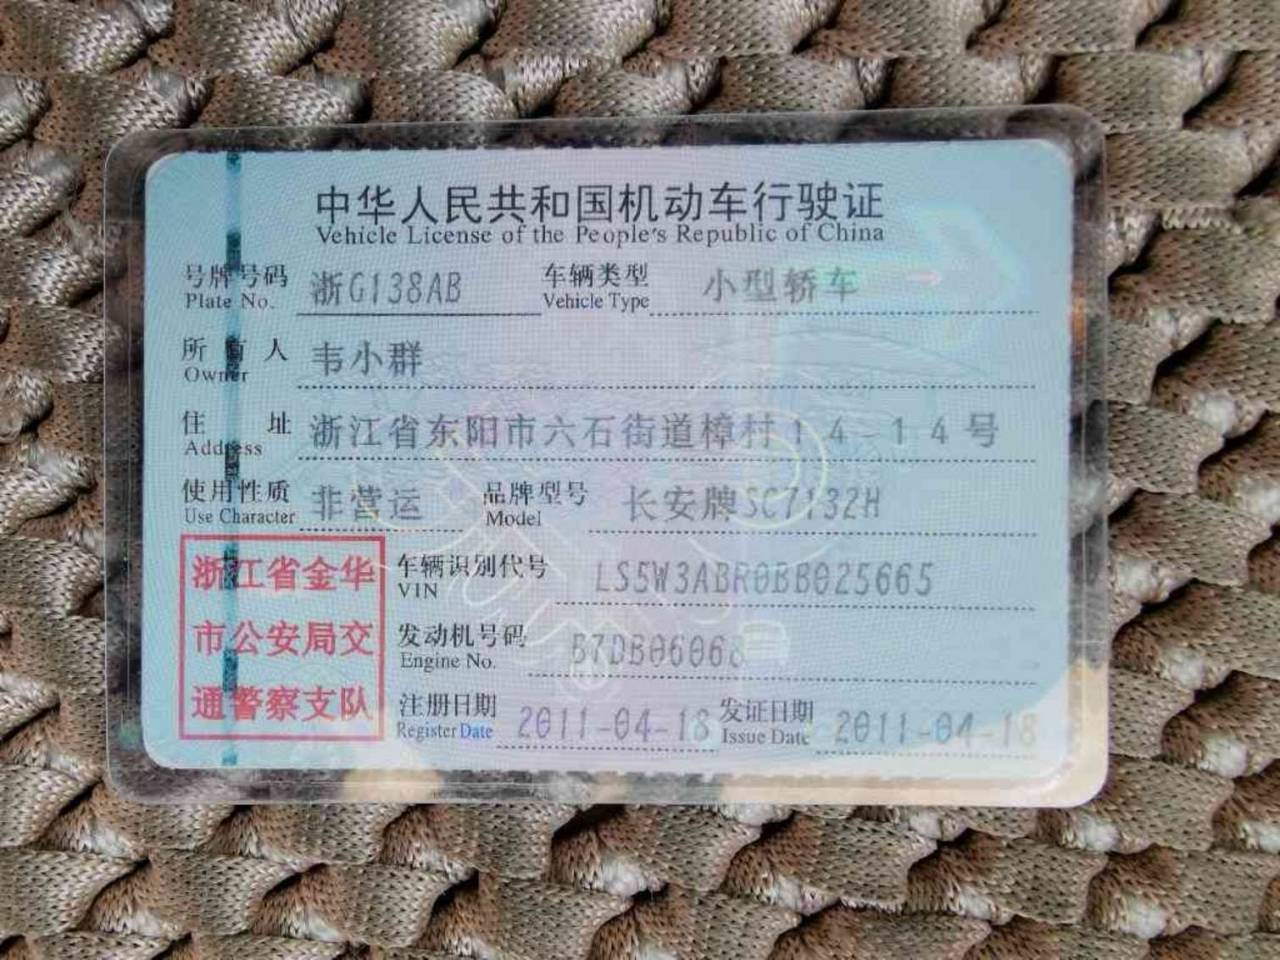 中华人民共和国机动车行驶证
Vehicle License of the People's Republic of China
号牌号码 浙G138AB 车辆类型 小型轿车
Plate No. Vehicle Type
所有人 韦小群
Owner
住址 浙江省东阳市六石街道樟村14-14号
Address
使用性质 非营运 品牌型号 长安牌SC7132H
Use Character Model
浙江省金华
市公安局交
通警察支队
车辆识别代号 LS5W3ABR0BB025665
VIN
发动机号码 B7DB06068
Engine No.
注册日期 2011-04-18 发证日期 2011-04-18
Register Date Issue Date